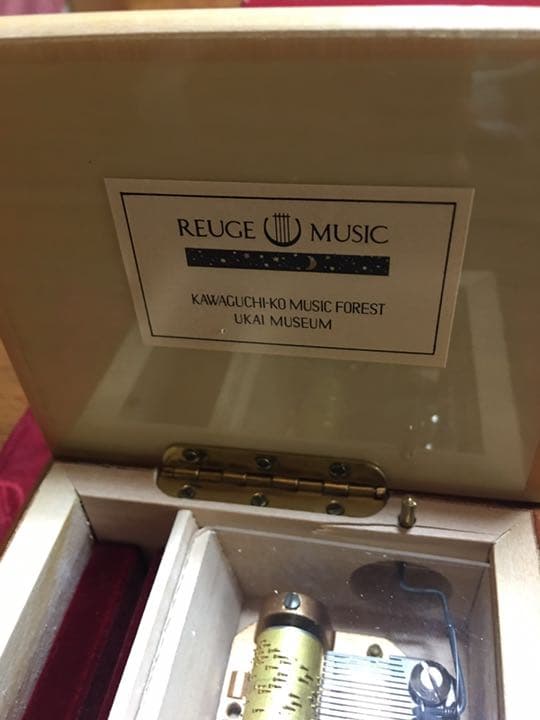 REUGE MUSIC
KAWAGUCHI-KO MUSIC FOREST
UKAI MUSEUM